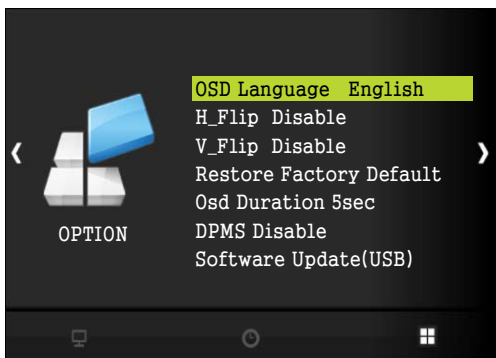 OSD Language English
H_Flip Disable
V_Flip Disable
Restore Factory Default
Osd Duration 5sec
DPMS Disable
Software Update(USB)
OPTION